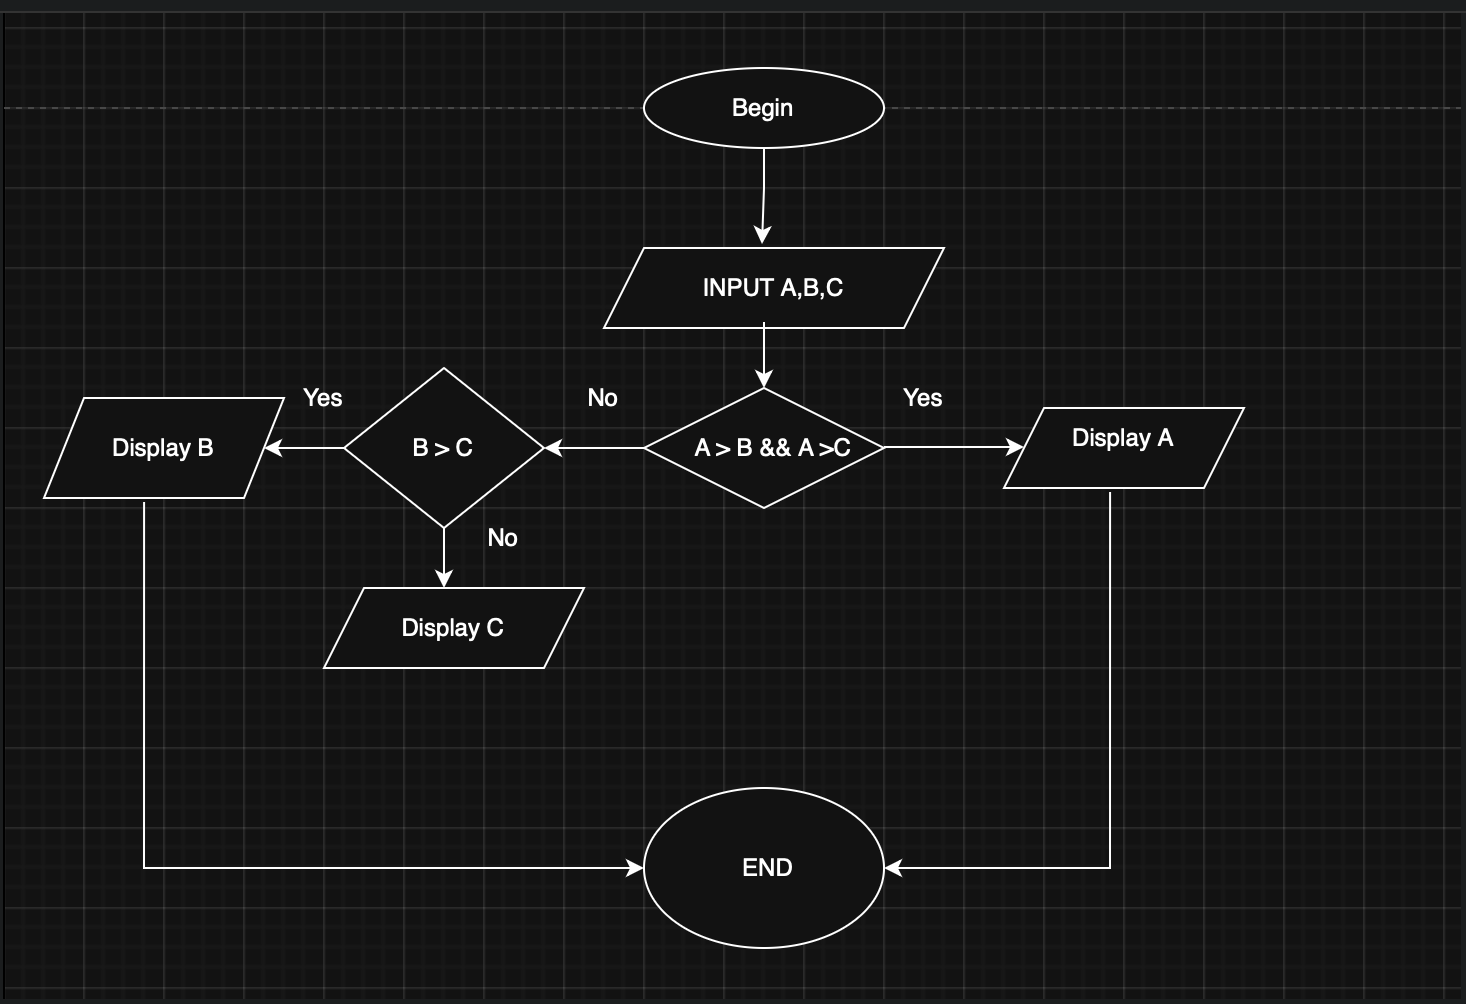 Begin
INPUT A,B,C
Yes
No
Yes
Display B
B > C
A > B && A >C
Display A
No
Display C
END